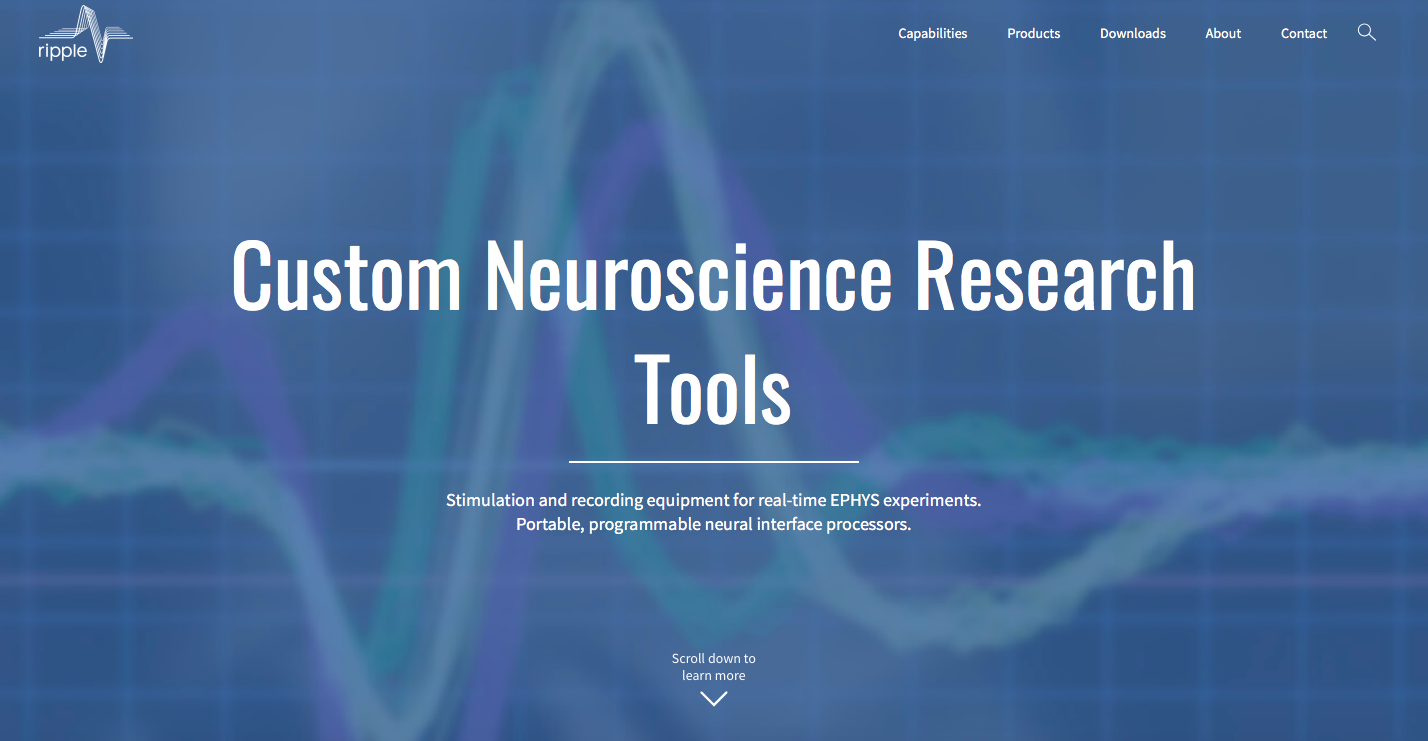 ripple
Capabilities
Products
Downloads
About
Contact
Custom Neuroscience Research
Tools
Stimulation and recording equipment for real-time EPHYS experiments.
Portable, programmable neural interface processors.
Scroll down to
learn more